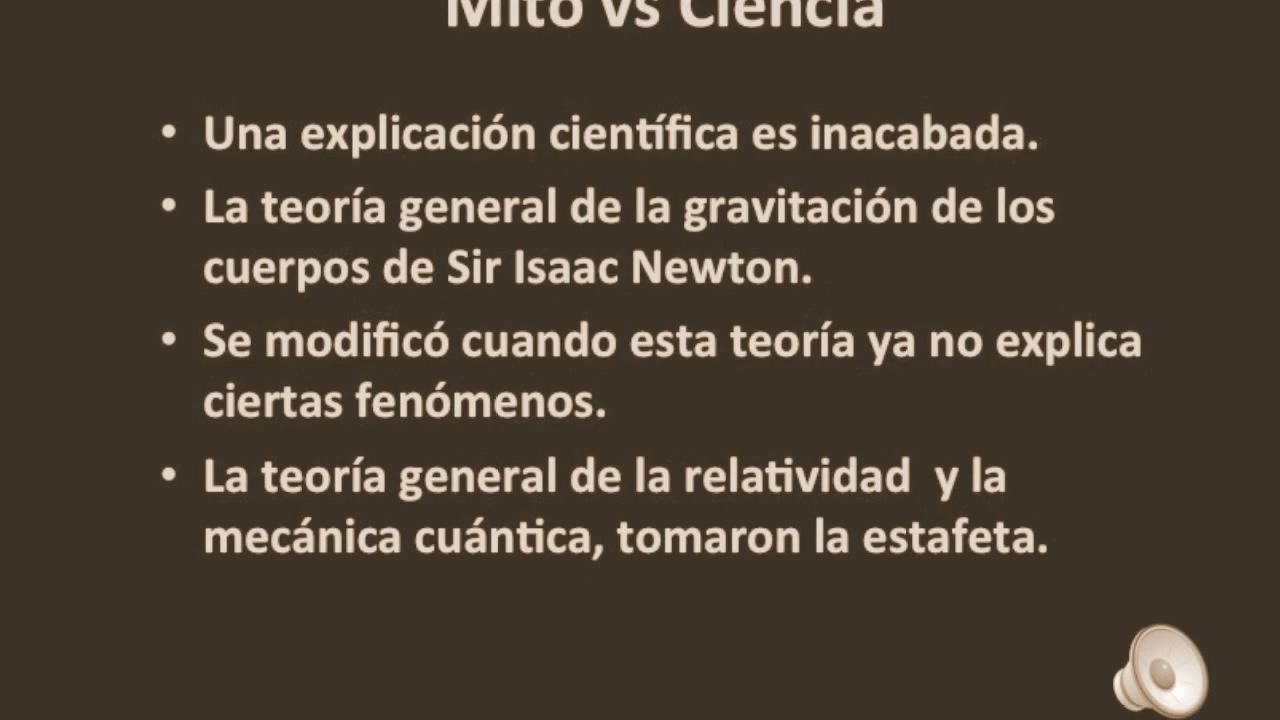 Mito vs Ciencia
• Una explicación científica es inacabada.
• La teoría general de la gravitación de los
cuerpos de Sir Isaac Newton.
• Se modificó cuando esta teoría ya no explica
ciertas fenómenos.
• La teoría general de la relatividad  y la
mecánica cuántica, tomaron la estafeta.